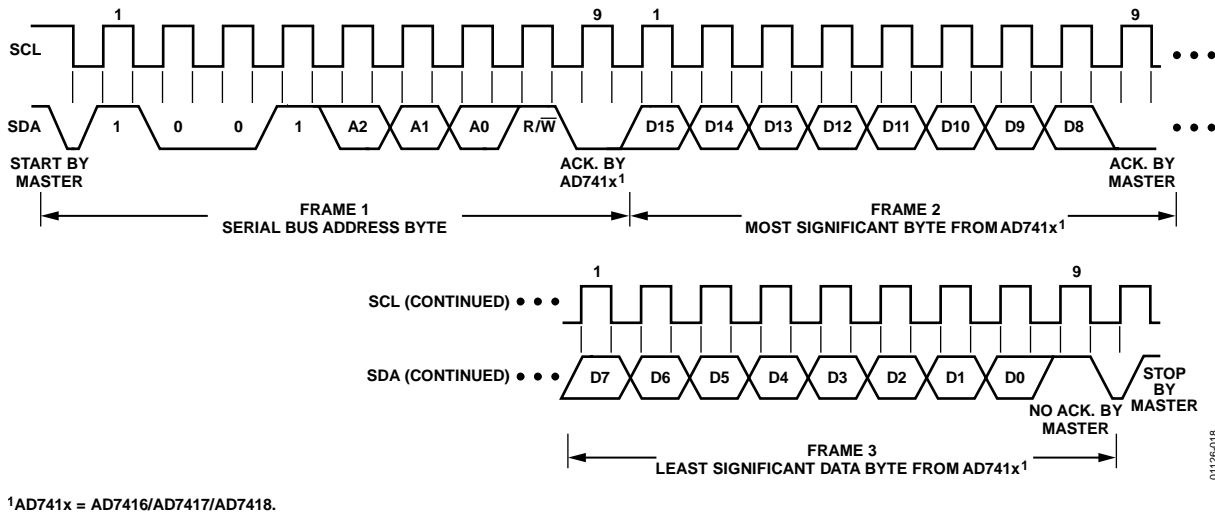 1 9 1 9
SCL
SDA 1 0 0 1 A2 A1 A0 R/W̅ D15 D14 D13 D12 D11 D10 D9 D8
START BY
MASTER
ACK. BY
AD741x¹
ACK. BY
MASTER
FRAME 1
SERIAL BUS ADDRESS BYTE
FRAME 2
MOST SIGNIFICANT BYTE FROM AD741x¹
1 9
SCL (CONTINUED)
SDA (CONTINUED) D7 D6 D5 D4 D3 D2 D1 D0
NO ACK. BY
MASTER
STOP
BY
MASTER
FRAME 3
LEAST SIGNIFICANT DATA BYTE FROM AD741x¹
01126-018
¹AD741x = AD7416/AD7417/AD7418.